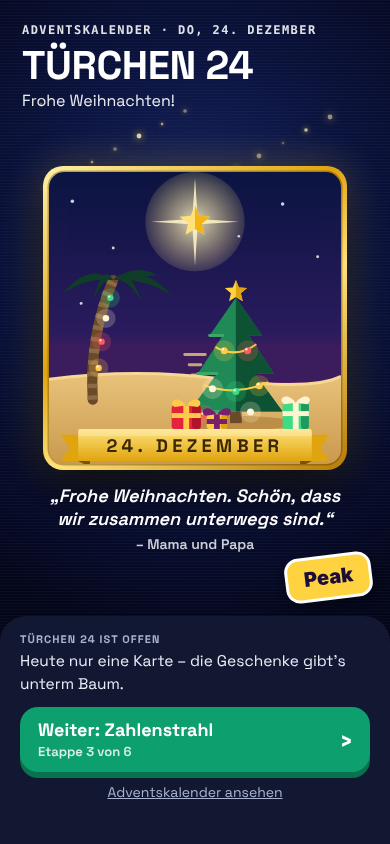 ADVENTSKALENDER · DO, 24. DEZEMBER
TÜRCHEN 24
Frohe Weihnachten!
24. DEZEMBER
„Frohe Weihnachten. Schön, dass
wir zusammen unterwegs sind.“
– Mama und Papa
Peak
TÜRCHEN 24 IST OFFEN
Heute nur eine Karte – die Geschenke gibt’s
unterm Baum.
Weiter: Zahlenstrahl
Etappe 3 von 6
>
Adventskalender ansehen